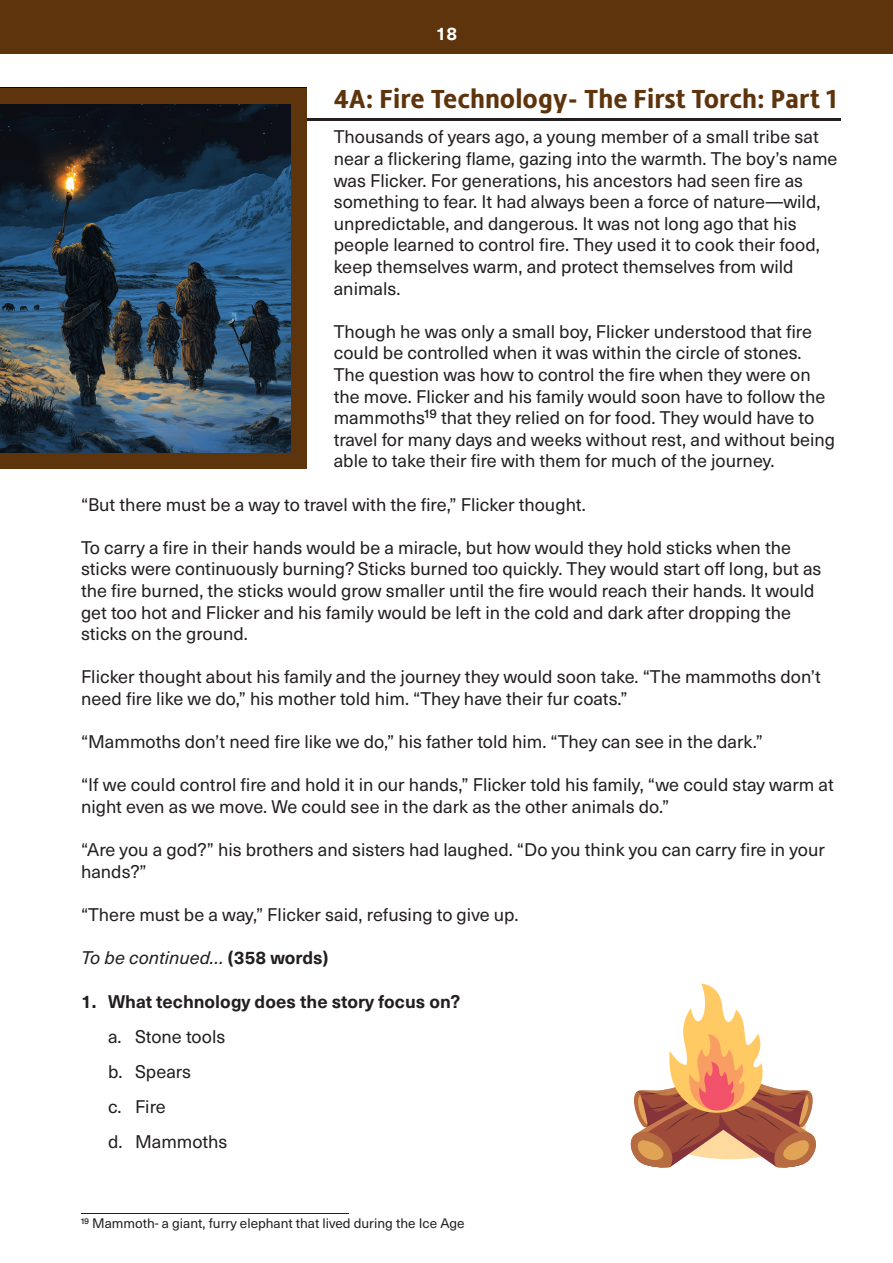 18
4A: Fire Technology- The First Torch: Part 1
Thousands of years ago, a young member of a small tribe sat
near a flickering flame, gazing into the warmth. The boy’s name
was Flicker. For generations, his ancestors had seen fire as
something to fear. It had always been a force of nature—wild,
unpredictable, and dangerous. It was not long ago that his
people learned to control fire. They used it to cook their food,
keep themselves warm, and protect themselves from wild
animals.
Though he was only a small boy, Flicker understood that fire
could be controlled when it was within the circle of stones.
The question was how to control the fire when they were on
the move. Flicker and his family would soon have to follow the
mammoths¹⁹ that they relied on for food. They would have to
travel for many days and weeks without rest, and without being
able to take their fire with them for much of the journey.
“But there must be a way to travel with the fire,” Flicker thought.
To carry a fire in their hands would be a miracle, but how would they hold sticks when the
sticks were continuously burning? Sticks burned too quickly. They would start off long, but as
the fire burned, the sticks would grow smaller until the fire would reach their hands. It would
get too hot and Flicker and his family would be left in the cold and dark after dropping the
sticks on the ground.
Flicker thought about his family and the journey they would soon take. “The mammoths don’t
need fire like we do,” his mother told him. “They have their fur coats.”
“Mammoths don’t need fire like we do,” his father told him. “They can see in the dark.”
“If we could control fire and hold it in our hands,” Flicker told his family, “we could stay warm at
night even as we move. We could see in the dark as the other animals do.”
“Are you a god?” his brothers and sisters had laughed. “Do you think you can carry fire in your
hands?”
“There must be a way,” Flicker said, refusing to give up.
To be continued... (358 words)
1. What technology does the story focus on?
a. Stone tools
b. Spears
c. Fire
d. Mammoths
¹⁹ Mammoth- a giant, furry elephant that lived during the Ice Age